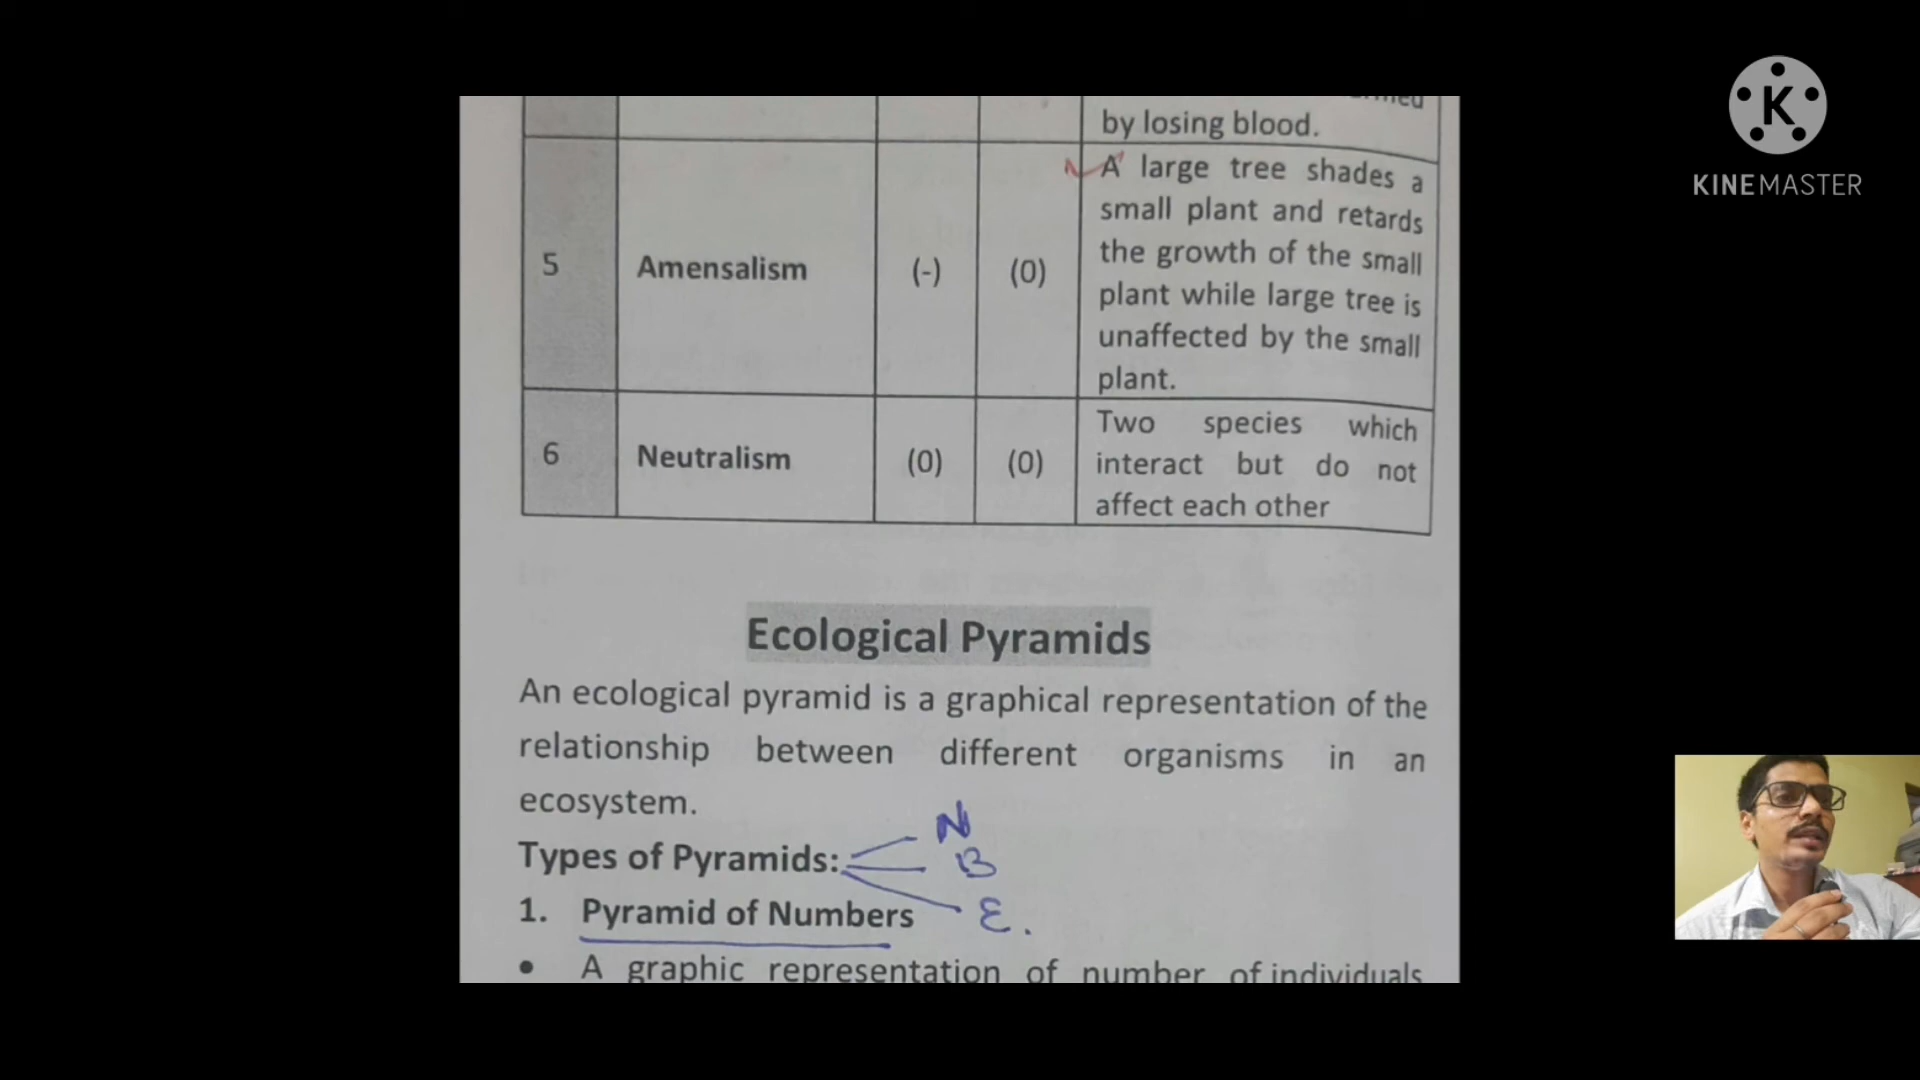 by losing blood.
5 Amensalism (-) (0) A large tree shades a
small plant and retards
the growth of the small
plant while large tree is
unaffected by the small
plant.
6 Neutralism (0) (0) Two species which
interact but do not
affect each other
Ecological Pyramids
An ecological pyramid is a graphical representation of the
relationship between different organisms in an
ecosystem.
N
Types of Pyramids: B
1. Pyramid of Numbers E.
• A graphic representation of number of individuals
K
KINEMASTER